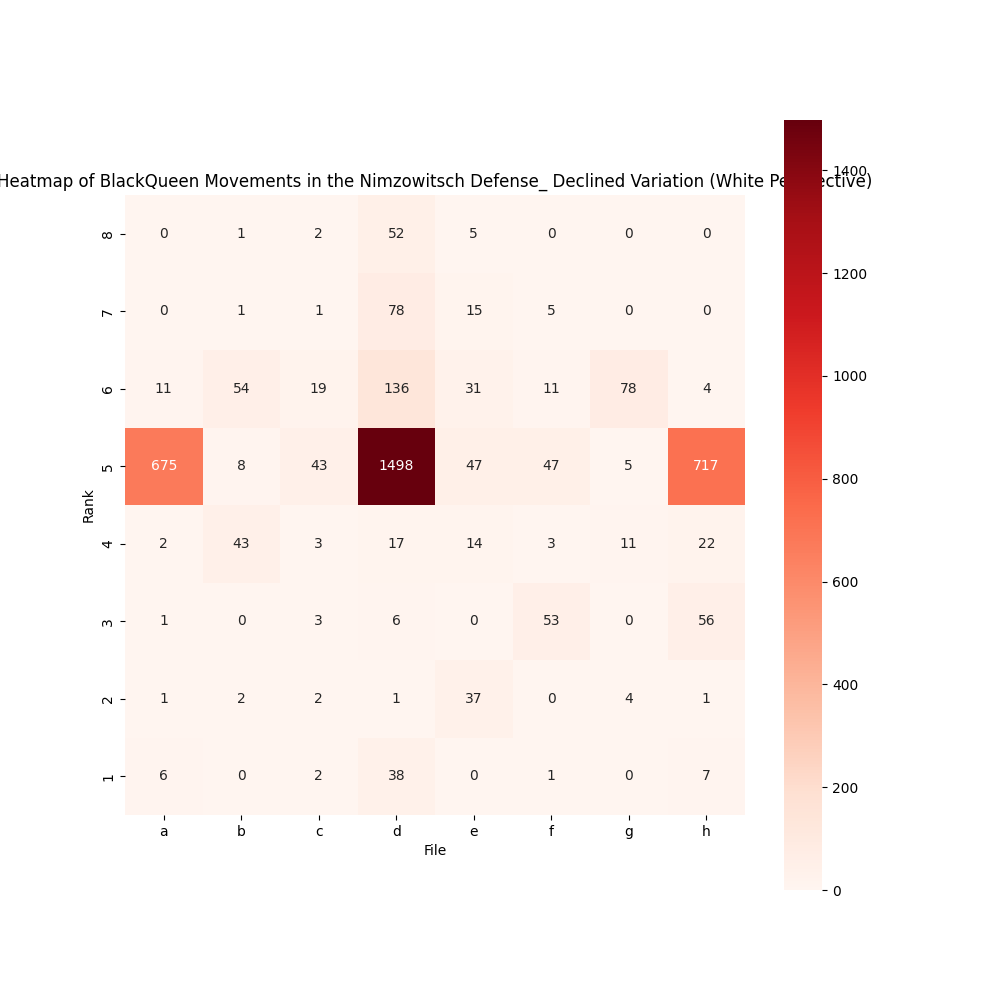 Heatmap of BlackQueen Movements in the Nimzowitsch Defense_ Declined Variation (White Perspective)
1400
8 0 1 2 52 5 0 0 0
1200
7 0 1 1 78 15 5 0 0
1000
6 11 54 19 136 31 11 78 4
800
5 675 8 43 1498 47 47 5 717
Rank
600
4 2 43 3 17 14 3 11 22
3 1 0 3 6 0 53 0 56
400
2 1 2 2 1 37 0 4 1
200
1 6 0 2 38 0 1 0 7
a b c d e f g h
File
0